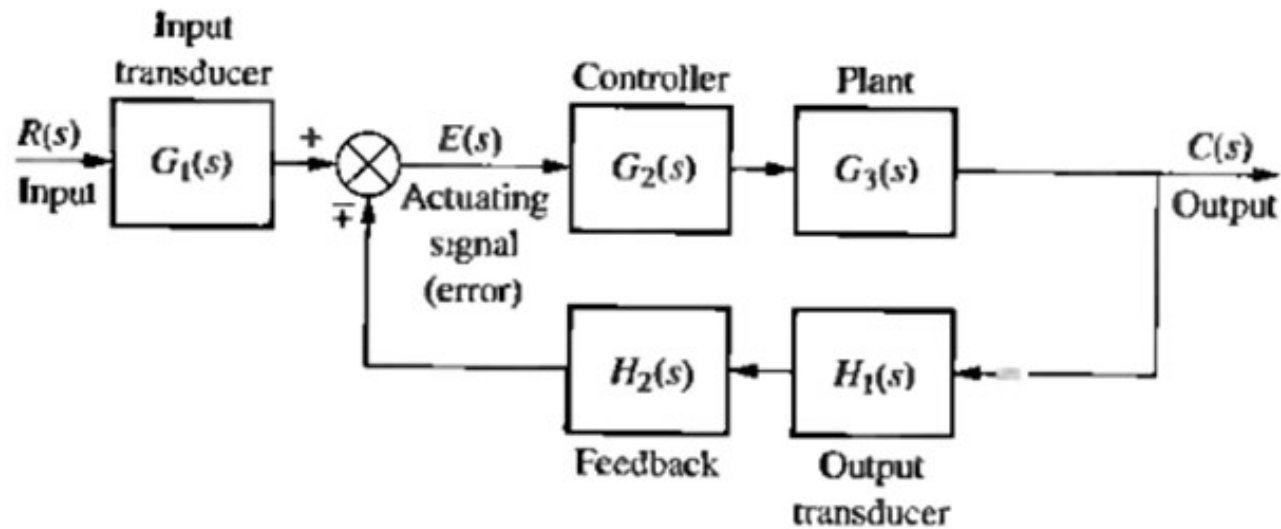 Input
transducer
Controller
Plant
R(s)
Input
G₁(s)
+
∓
E(s)
Actuating
signal
(error)
G₂(s)
G₃(s)
C(s)
Output
H₂(s)
H₁(s)
Feedback
Output
transducer